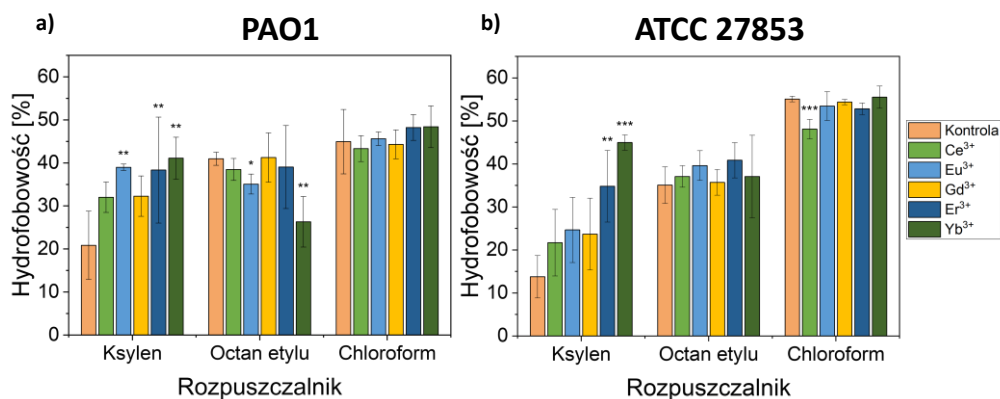 a) PAO1
Hydrofobowość [%]
60
50
40
30
20
10
0
** ** ** * **
Ksylen Octan etylu Chloroform
Rozpuszczalnik
b) ATCC 27853
Hydrofobowość [%]
60
50
40
30
20
10
0
** *** ***
Ksylen Octan etylu Chloroform
Rozpuszczalnik
Kontrola
Ce³⁺
Eu³⁺
Gd³⁺
Er³⁺
Yb³⁺